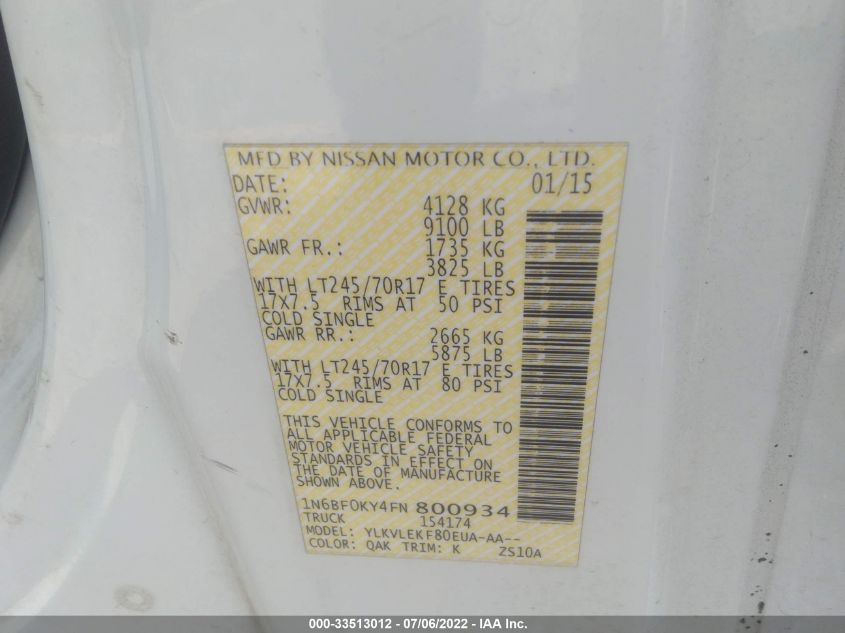 MFD BY NISSAN MOTOR CO., LTD.
DATE: 01/15
GVWR: 4128 KG
9100 LB
GAWR FR.: 1735 KG
3825 LB
WITH LT245/70R17 E TIRES
17X7.5 RIMS AT 50 PSI
COLD SINGLE
GAWR RR.: 2665 KG
5875 LB
WITH LT245/70R17 E TIRES
17X7.5 RIMS AT 80 PSI
COLD SINGLE
THIS VEHICLE CONFORMS TO
ALL APPLICABLE FEDERAL
MOTOR VEHICLE SAFETY
STANDARDS IN EFFECT ON
THE DATE OF MANUFACTURE
SHOWN ABOVE.
1N6BF0KY4FN 800934
TRUCK 154174
MODEL: YLKVLEKF80EUA-AA--
COLOR: QAK TRIM: K ZS10A
000-33513012 - 07/06/2022 - IAA Inc.